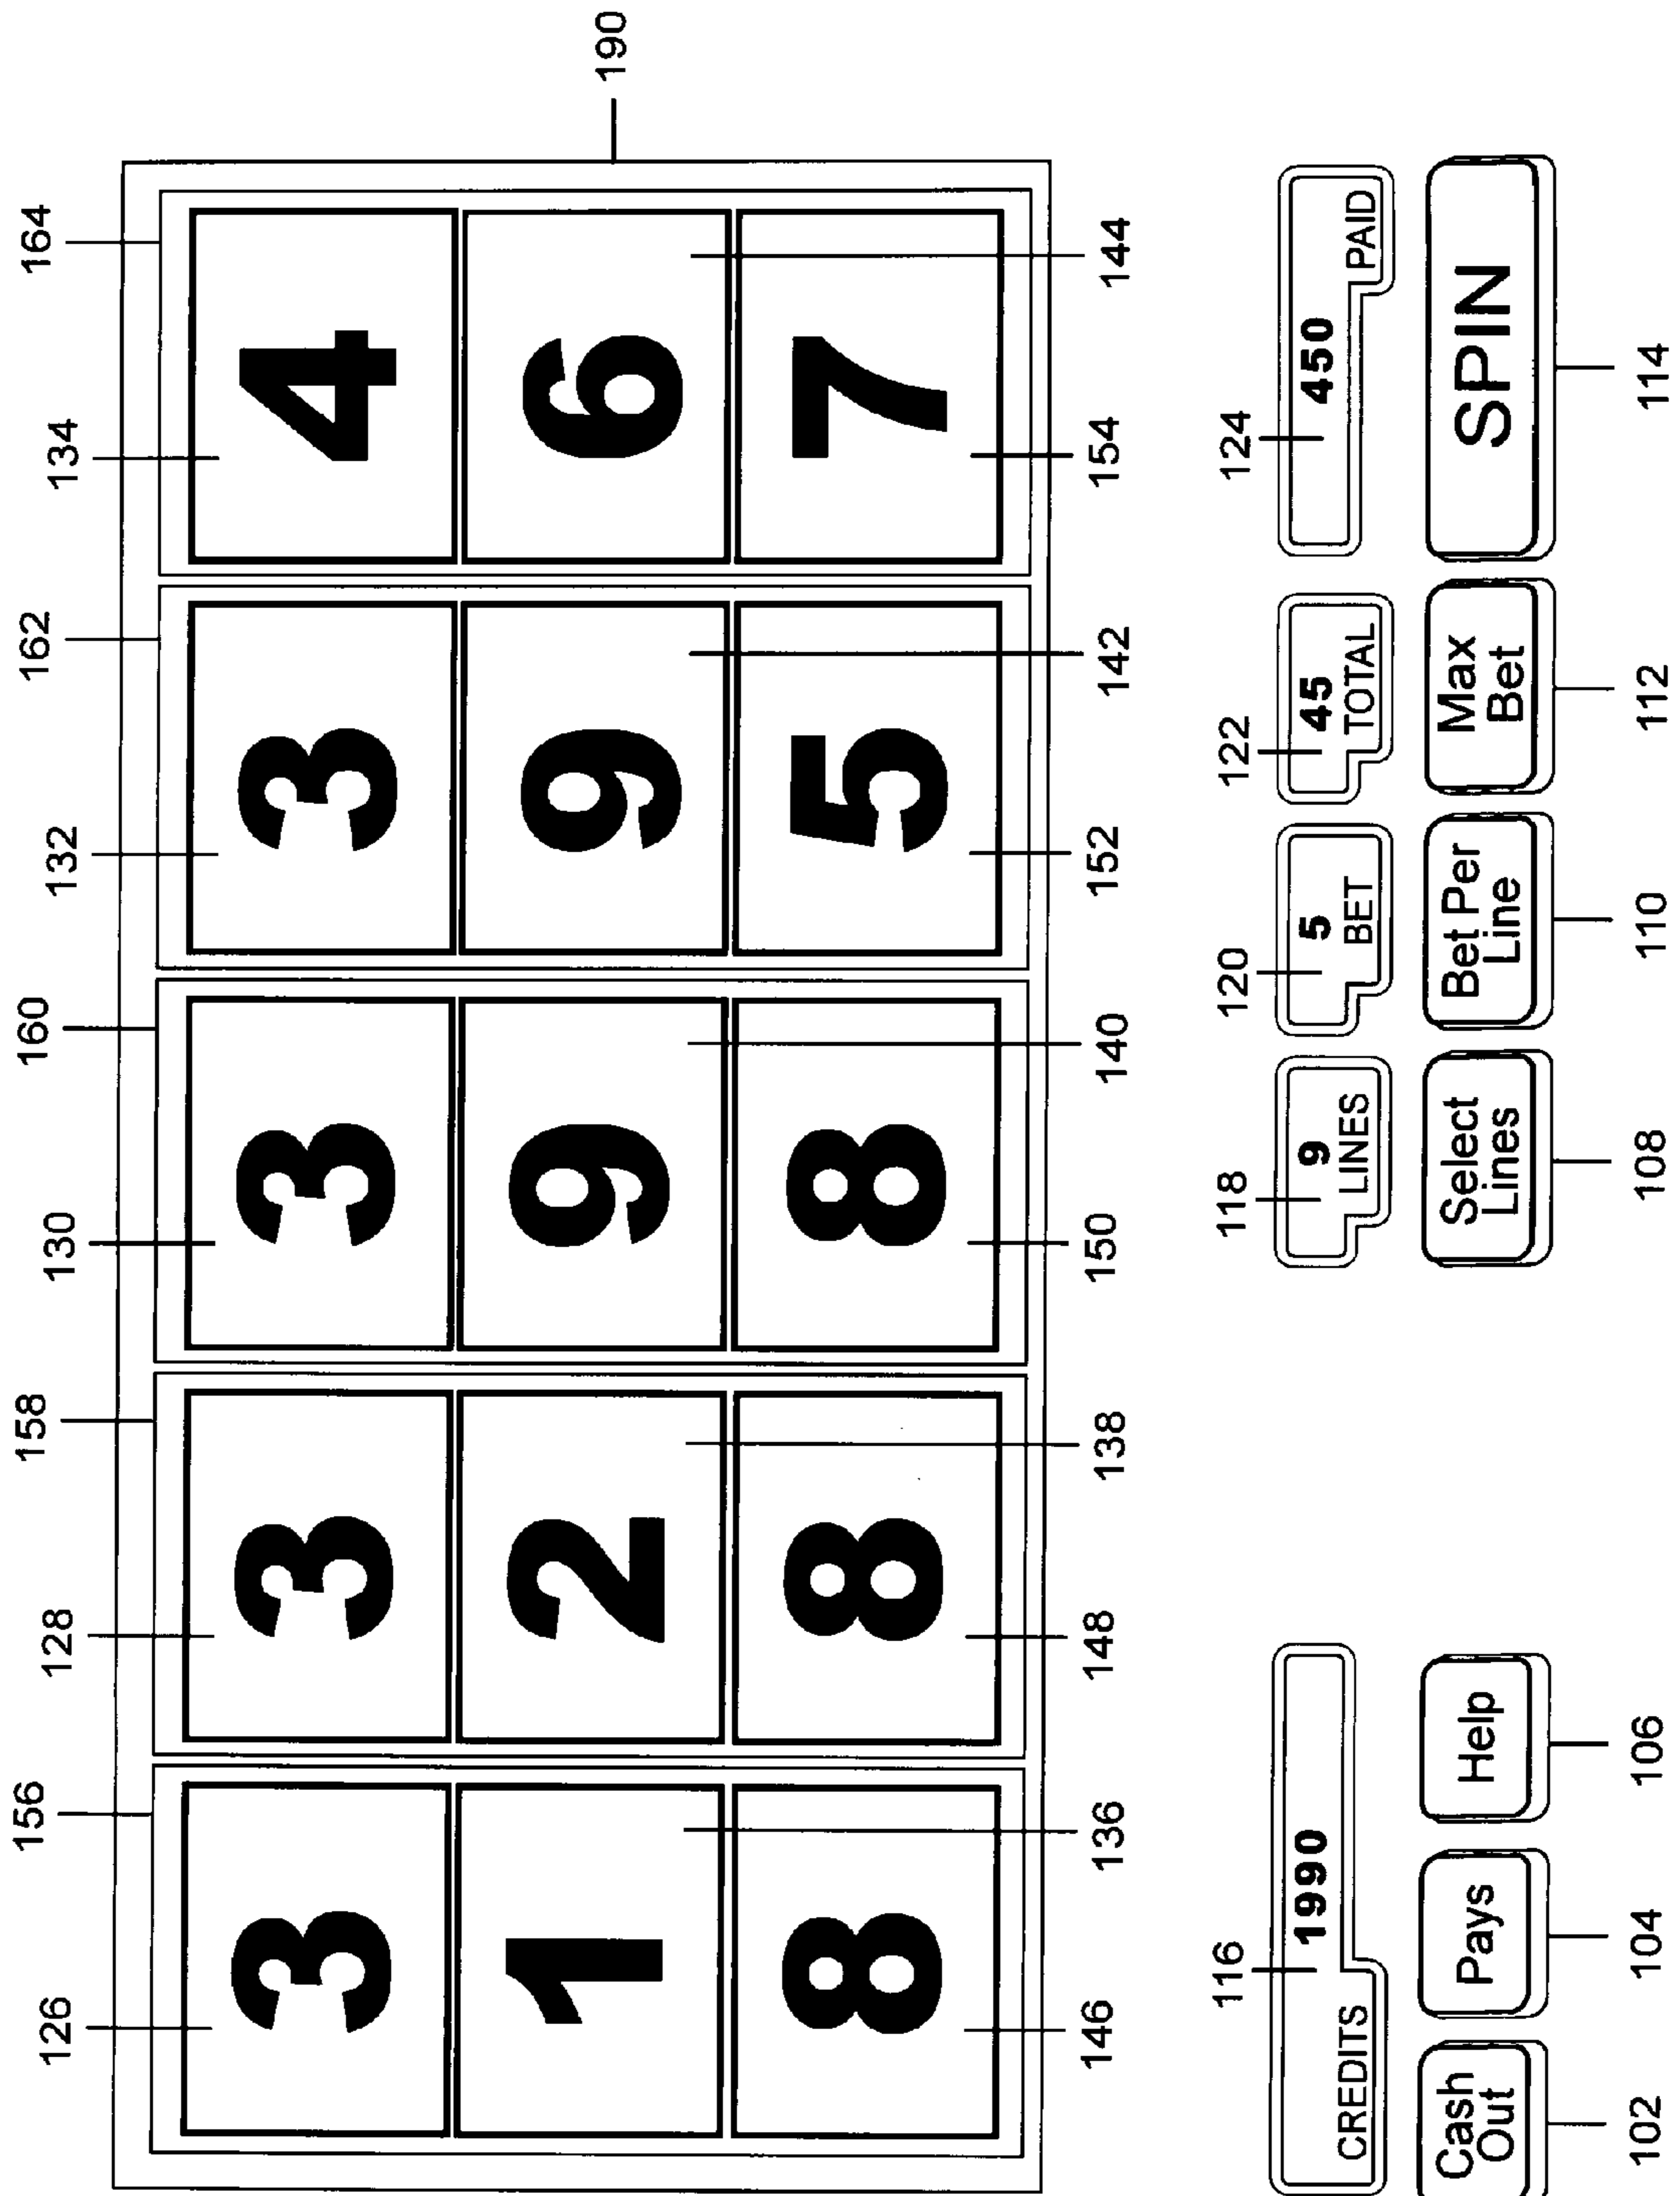 156 158 160 162 164
126 128 130 132 134
3 3 3 3 4
190
1 2 9 9 6
8 8 8 5 7
146 136 148 138 150 140 152 142 154 144
116 118 120 122 124
1990 9 5 45 450
CREDITS LINES BET TOTAL PAID
Cash Out
Pays
Help
Select Lines
Bet Per Line
Max Bet
SPIN
102 104 106 108 110 112 114